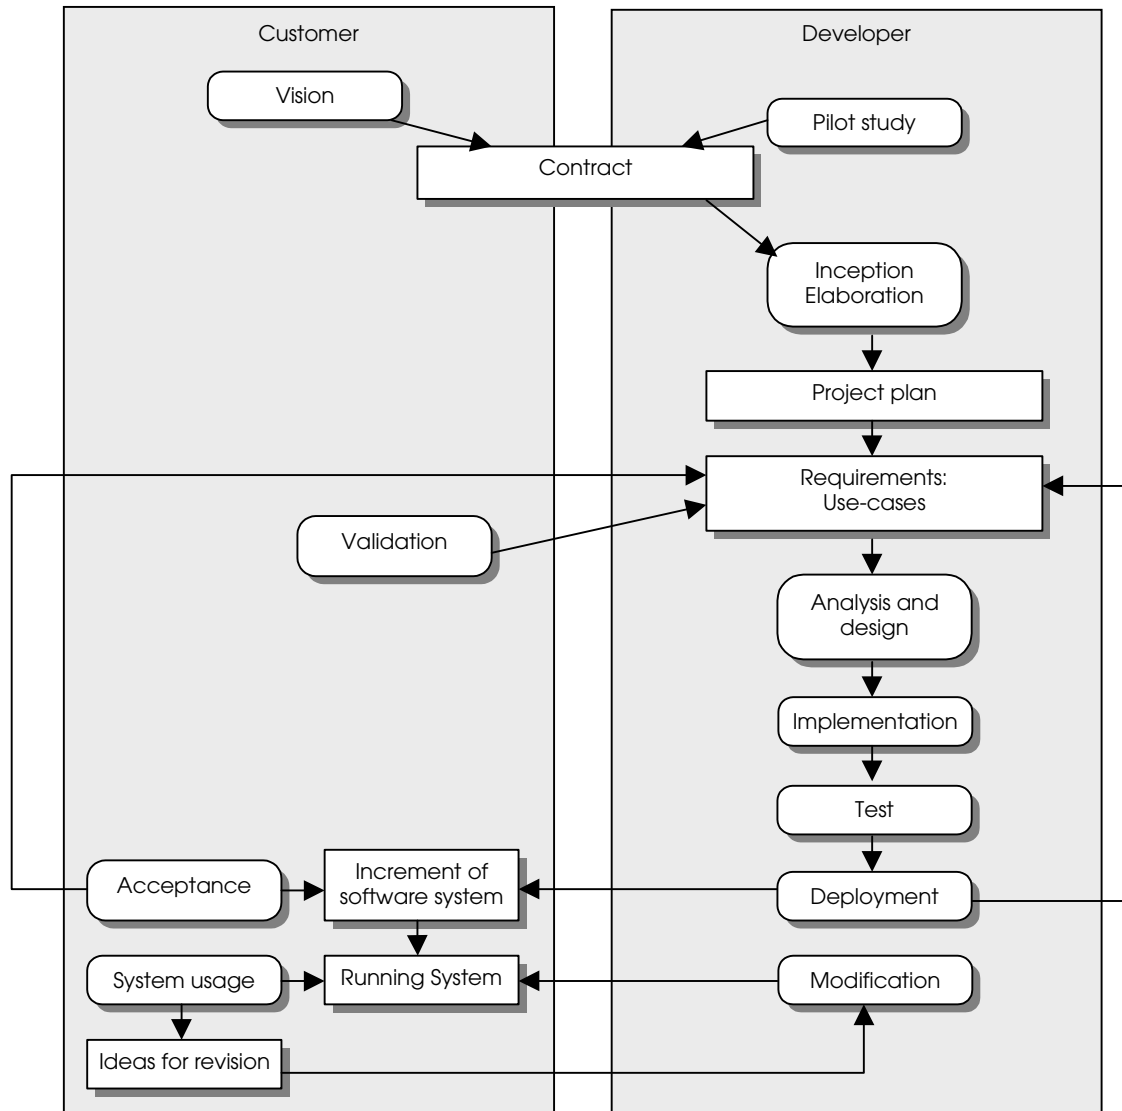 Customer
Developer
Vision
Pilot study
Contract
Inception
Elaboration
Project plan
Requirements:
Use-cases
Validation
Analysis and
design
Implementation
Test
Acceptance
Increment of
software system
Deployment
System usage
Running System
Modification
Ideas for revision